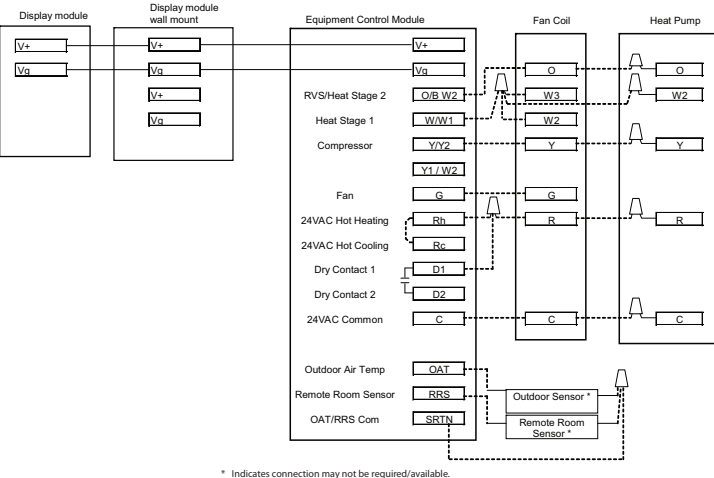 Display module
Display module
wall mount
Equipment Control Module
Fan Coil
Heat Pump
V+
V+
V+
Vg
Vg
Vg
O
O
V+
RVS/Heat Stage 2
O/B W2
W3
W2
Vg
Heat Stage 1
W/W1
W2
Compressor
Y/Y2
Y
Y
Y1 / W2
Fan
G
G
24VAC Hot Heating
Rh
R
R
24VAC Hot Cooling
Rc
Dry Contact 1
D1
Dry Contact 2
D2
24VAC Common
C
C
C
Outdoor Air Temp
OAT
Remote Room Sensor
RRS
Outdoor Sensor *
OAT/RRS Com
SRTN
Remote Room
Sensor *
* Indicates connection may not be required/available.